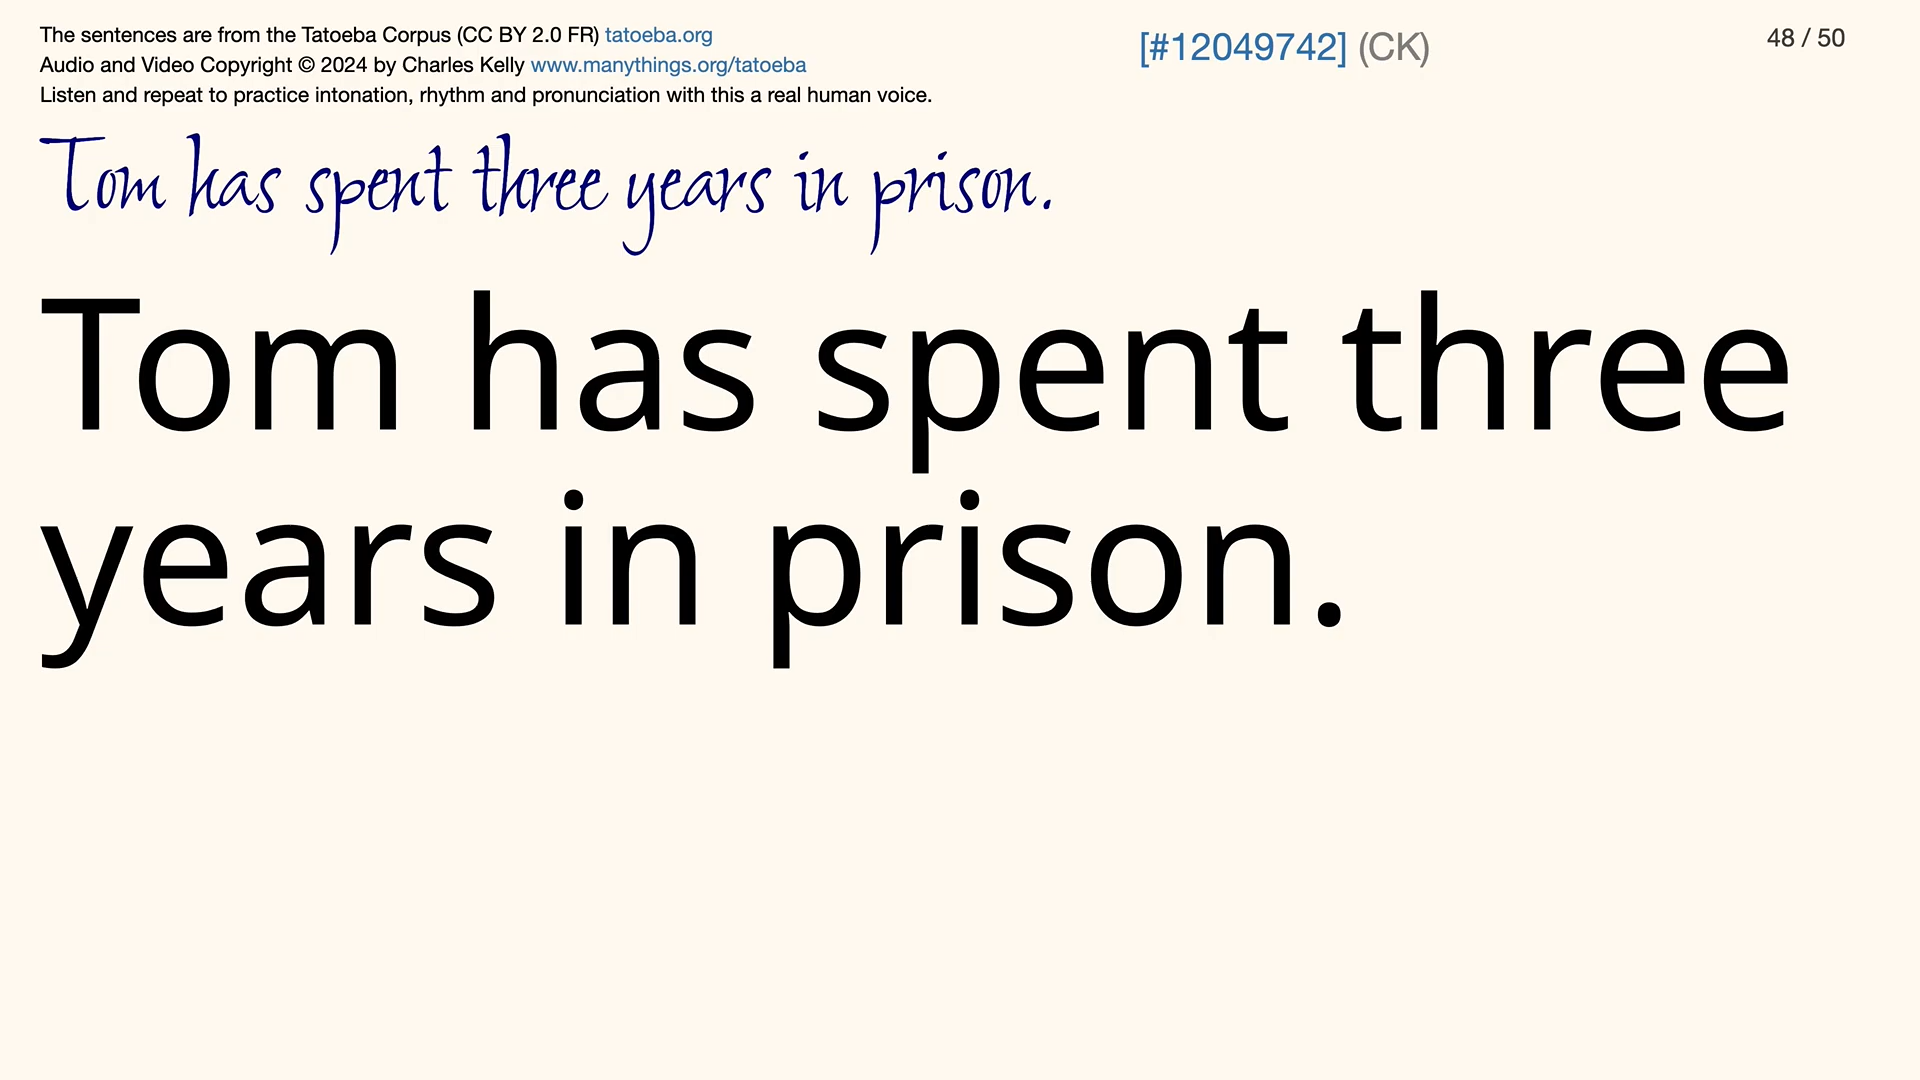 The sentences are from the Tatoeba Corpus (CC BY 2.0 FR) tatoeba.org
Audio and Video Copyright © 2024 by Charles Kelly www.manythings.org/tatoeba
Listen and repeat to practice intonation, rhythm and pronunciation with this a real human voice.
[#12049742] (CK)
48 / 50
Tom has spent three years in prison.
Tom has spent three
years in prison.